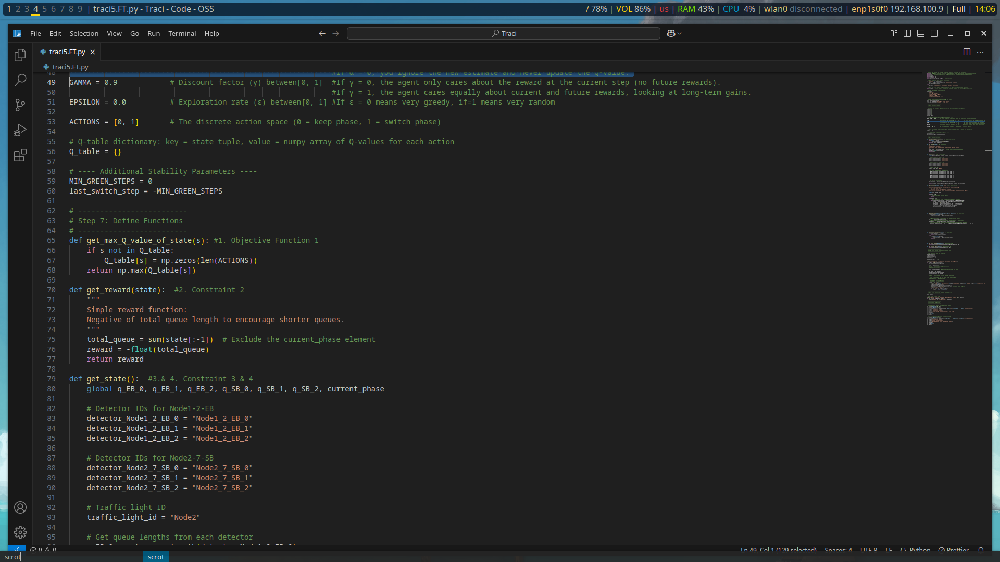 1 2 3 4 5 6 7 8 9 | traci5.FT.py - Traci - Code - OSS
/ 78% | VOL 86% | us | RAM 43% | CPU 4% | wlan0 disconnected | enp1s0f0 192.168.100.9 | Full | 14:06
File Edit Selection View Go Run Terminal Help
Traci
traci5.FT.py
traci5.FT.py
48 #If α = 0, you ignore the new estimate and never update the Q-value.
49 GAMMA = 0.9 # Discount factor (γ) between[0, 1] #If γ = 0, the agent only cares about the reward at the current step (no future rewards).
50 #If γ = 1, the agent cares equally about current and future rewards, looking at long-term gains.
51 EPSILON = 0.0 # Exploration rate (ε) between[0, 1] #If ε = 0 means very greedy, if=1 means very random
52
53 ACTIONS = [0, 1] # The discrete action space (0 = keep phase, 1 = switch phase)
54
55 # Q-table dictionary: key = state tuple, value = numpy array of Q-values for each action
56 Q_table = {}
57
58 # ---- Additional Stability Parameters ----
59 MIN_GREEN_STEPS = 0
60 last_switch_step = -MIN_GREEN_STEPS
61
62 # -------------------------
63 # Step 7: Define Functions
64 # -------------------------
65 def get_max_Q_value_of_state(s): #1. Objective Function 1
66 if s not in Q_table:
67 Q_table[s] = np.zeros(len(ACTIONS))
68 return np.max(Q_table[s])
69
70 def get_reward(state): #2. Constraint 2
71 """
72 Simple reward function:
73 Negative of total queue length to encourage shorter queues.
74 """
75 total_queue = sum(state[:-1]) # Exclude the current_phase element
76 reward = -float(total_queue)
77 return reward
78
79 def get_state(): #3.& 4. Constraint 3 & 4
80 global q_EB_0, q_EB_1, q_EB_2, q_SB_0, q_SB_1, q_SB_2, current_phase
81
82 # Detector IDs for Node1-2-EB
83 detector_Node1_2_EB_0 = "Node1_2_EB_0"
84 detector_Node1_2_EB_1 = "Node1_2_EB_1"
85 detector_Node1_2_EB_2 = "Node1_2_EB_2"
86
87 # Detector IDs for Node2-7-SB
88 detector_Node2_7_SB_0 = "Node2_7_SB_0"
89 detector_Node2_7_SB_1 = "Node2_7_SB_1"
90 detector_Node2_7_SB_2 = "Node2_7_SB_2"
91
92 # Traffic light ID
93 traffic_light_id = "Node2"
94
95 # Get queue lengths from each detector
0 0 Ln 49, Col 1 (129 selected) Spaces: 4 UTF-8 LF {} Python Prettier
scrot scrot